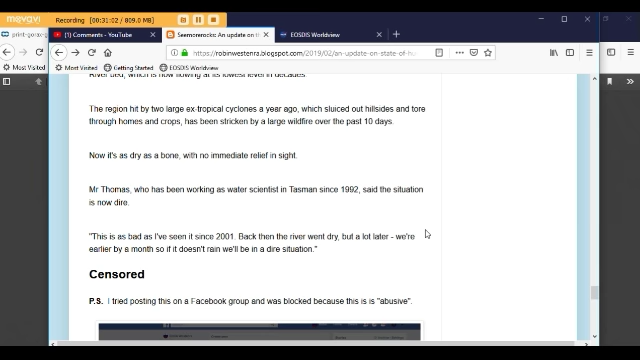 movavi Recording [ 00:31:02 / 809.0 MB ]
print-gorexp
(1) Comments - YouTube
Seemorerocks: An update on th
EOSDIS Worldview
https://robinwestenra.blogspot.com/2019/02/an-update-on-state-of-h
Most Visited
Most Visited Getting Started EOSDIS Worldview
River bed, which is now flowing at its lowest level in decades.
The region hit by two large ex-tropical cyclones a year ago, which sluiced out hillsides and tore
through homes and crops, has been stricken by a large wildfire over the past 10 days.
Now it's as dry as a bone, with no immediate relief in sight.
Mr Thomas, who has been working as water scientist in Tasman since 1992, said the situation
is now dire.
"This is as bad as I've seen it since 2001. Back then the river went dry, but a lot later - we're
earlier by a month so if it doesn't rain we'll be in a dire situation."
Censored
P.S. I tried posting this on a Facebook group and was blocked because this is is "abusive".